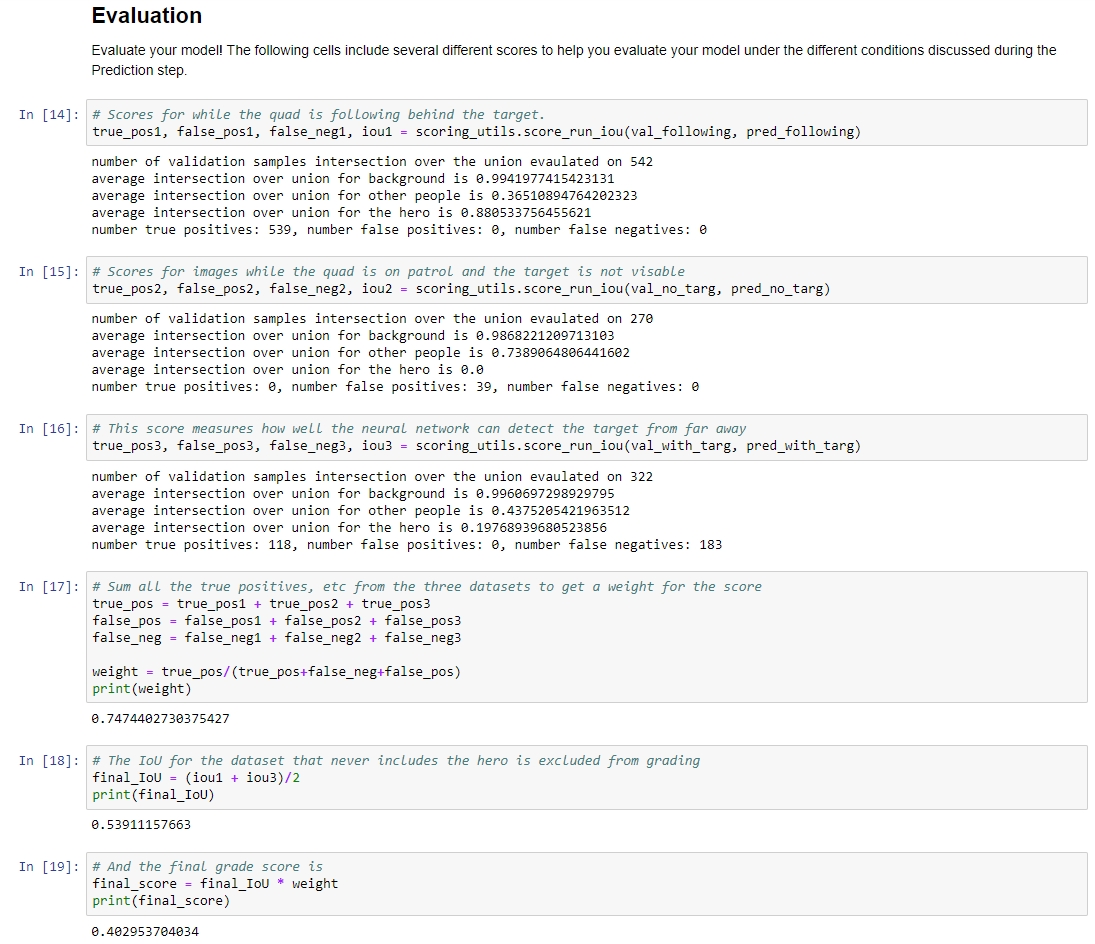 Evaluation
Evaluate your model! The following cells include several different scores to help you evaluate your model under the different conditions discussed during the
Prediction step.
In [14]: # Scores for while the quad is following behind the target.
true_pos1, false_pos1, false_neg1, iou1 = scoring_utils.score_run_iou(val_following, pred_following)
number of validation samples intersection over the union evaulated on 542
average intersection over union for background is 0.9941977415423131
average intersection over union for other people is 0.36510894764202323
average intersection over union for the hero is 0.880533756455621
number true positives: 539, number false positives: 0, number false negatives: 0
In [15]: # Scores for images while the quad is on patrol and the target is not visable
true_pos2, false_pos2, false_neg2, iou2 = scoring_utils.score_run_iou(val_no_targ, pred_no_targ)
number of validation samples intersection over the union evaulated on 270
average intersection over union for background is 0.9868221209713103
average intersection over union for other people is 0.7389064806441602
average intersection over union for the hero is 0.0
number true positives: 0, number false positives: 39, number false negatives: 0
In [16]: # This score measures how well the neural network can detect the target from far away
true_pos3, false_pos3, false_neg3, iou3 = scoring_utils.score_run_iou(val_with_targ, pred_with_targ)
number of validation samples intersection over the union evaulated on 322
average intersection over union for background is 0.9960697298929795
average intersection over union for other people is 0.4375205421963512
average intersection over union for the hero is 0.19768939680523856
number true positives: 118, number false positives: 0, number false negatives: 183
In [17]: # Sum all the true positives, etc from the three datasets to get a weight for the score
true_pos = true_pos1 + true_pos2 + true_pos3
false_pos = false_pos1 + false_pos2 + false_pos3
false_neg = false_neg1 + false_neg2 + false_neg3
weight = true_pos/(true_pos+false_neg+false_pos)
print(weight)
0.7474402730375427
In [18]: # The IoU for the dataset that never includes the hero is excluded from grading
final_IoU = (iou1 + iou3)/2
print(final_IoU)
0.53911157663
In [19]: # And the final grade score is
final_score = final_IoU * weight
print(final_score)
0.402953704034